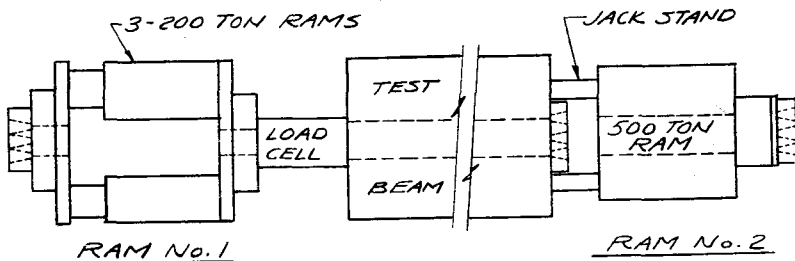 3-200 TON RAMS
JACK STAND
TEST
LOAD
CELL
500 TON
RAM
BEAM
RAM No. 1
RAM No. 2